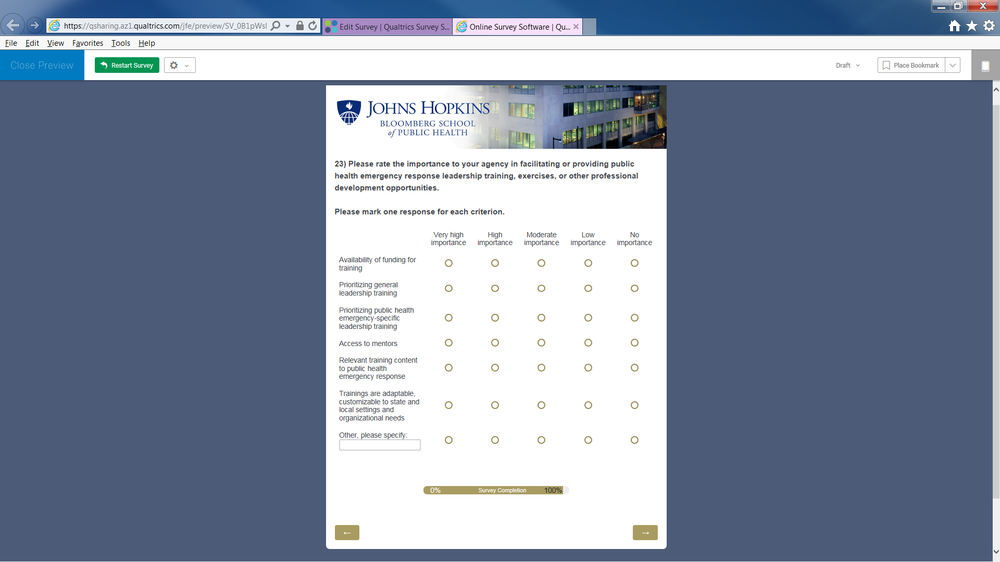 https://qsharing.az1.qualtrics.com/jfe/preview/SV_0B1pWsI
Edit Survey | Qualtrics Survey S...
Online Survey Software | Qu...
File Edit View Favorites Tools Help
Close Preview
Restart Survey
Draft
Place Bookmark
JOHNS HOPKINS
BLOOMBERG SCHOOL
of PUBLIC HEALTH
23) Please rate the importance to your agency in facilitating or providing public
health emergency response leadership training, exercises, or other professional
development opportunities.
Please mark one response for each criterion.
Very high importance
High importance
Moderate importance
Low importance
No importance
Availability of funding for
training
Prioritizing general
leadership training
Prioritizing public health
emergency-specific
leadership training
Access to mentors
Relevant training content
to public health
emergency response
Trainings are adaptable,
customizable to state and
local settings and
organizational needs
Other, please specify:
0% Survey Completion 100%